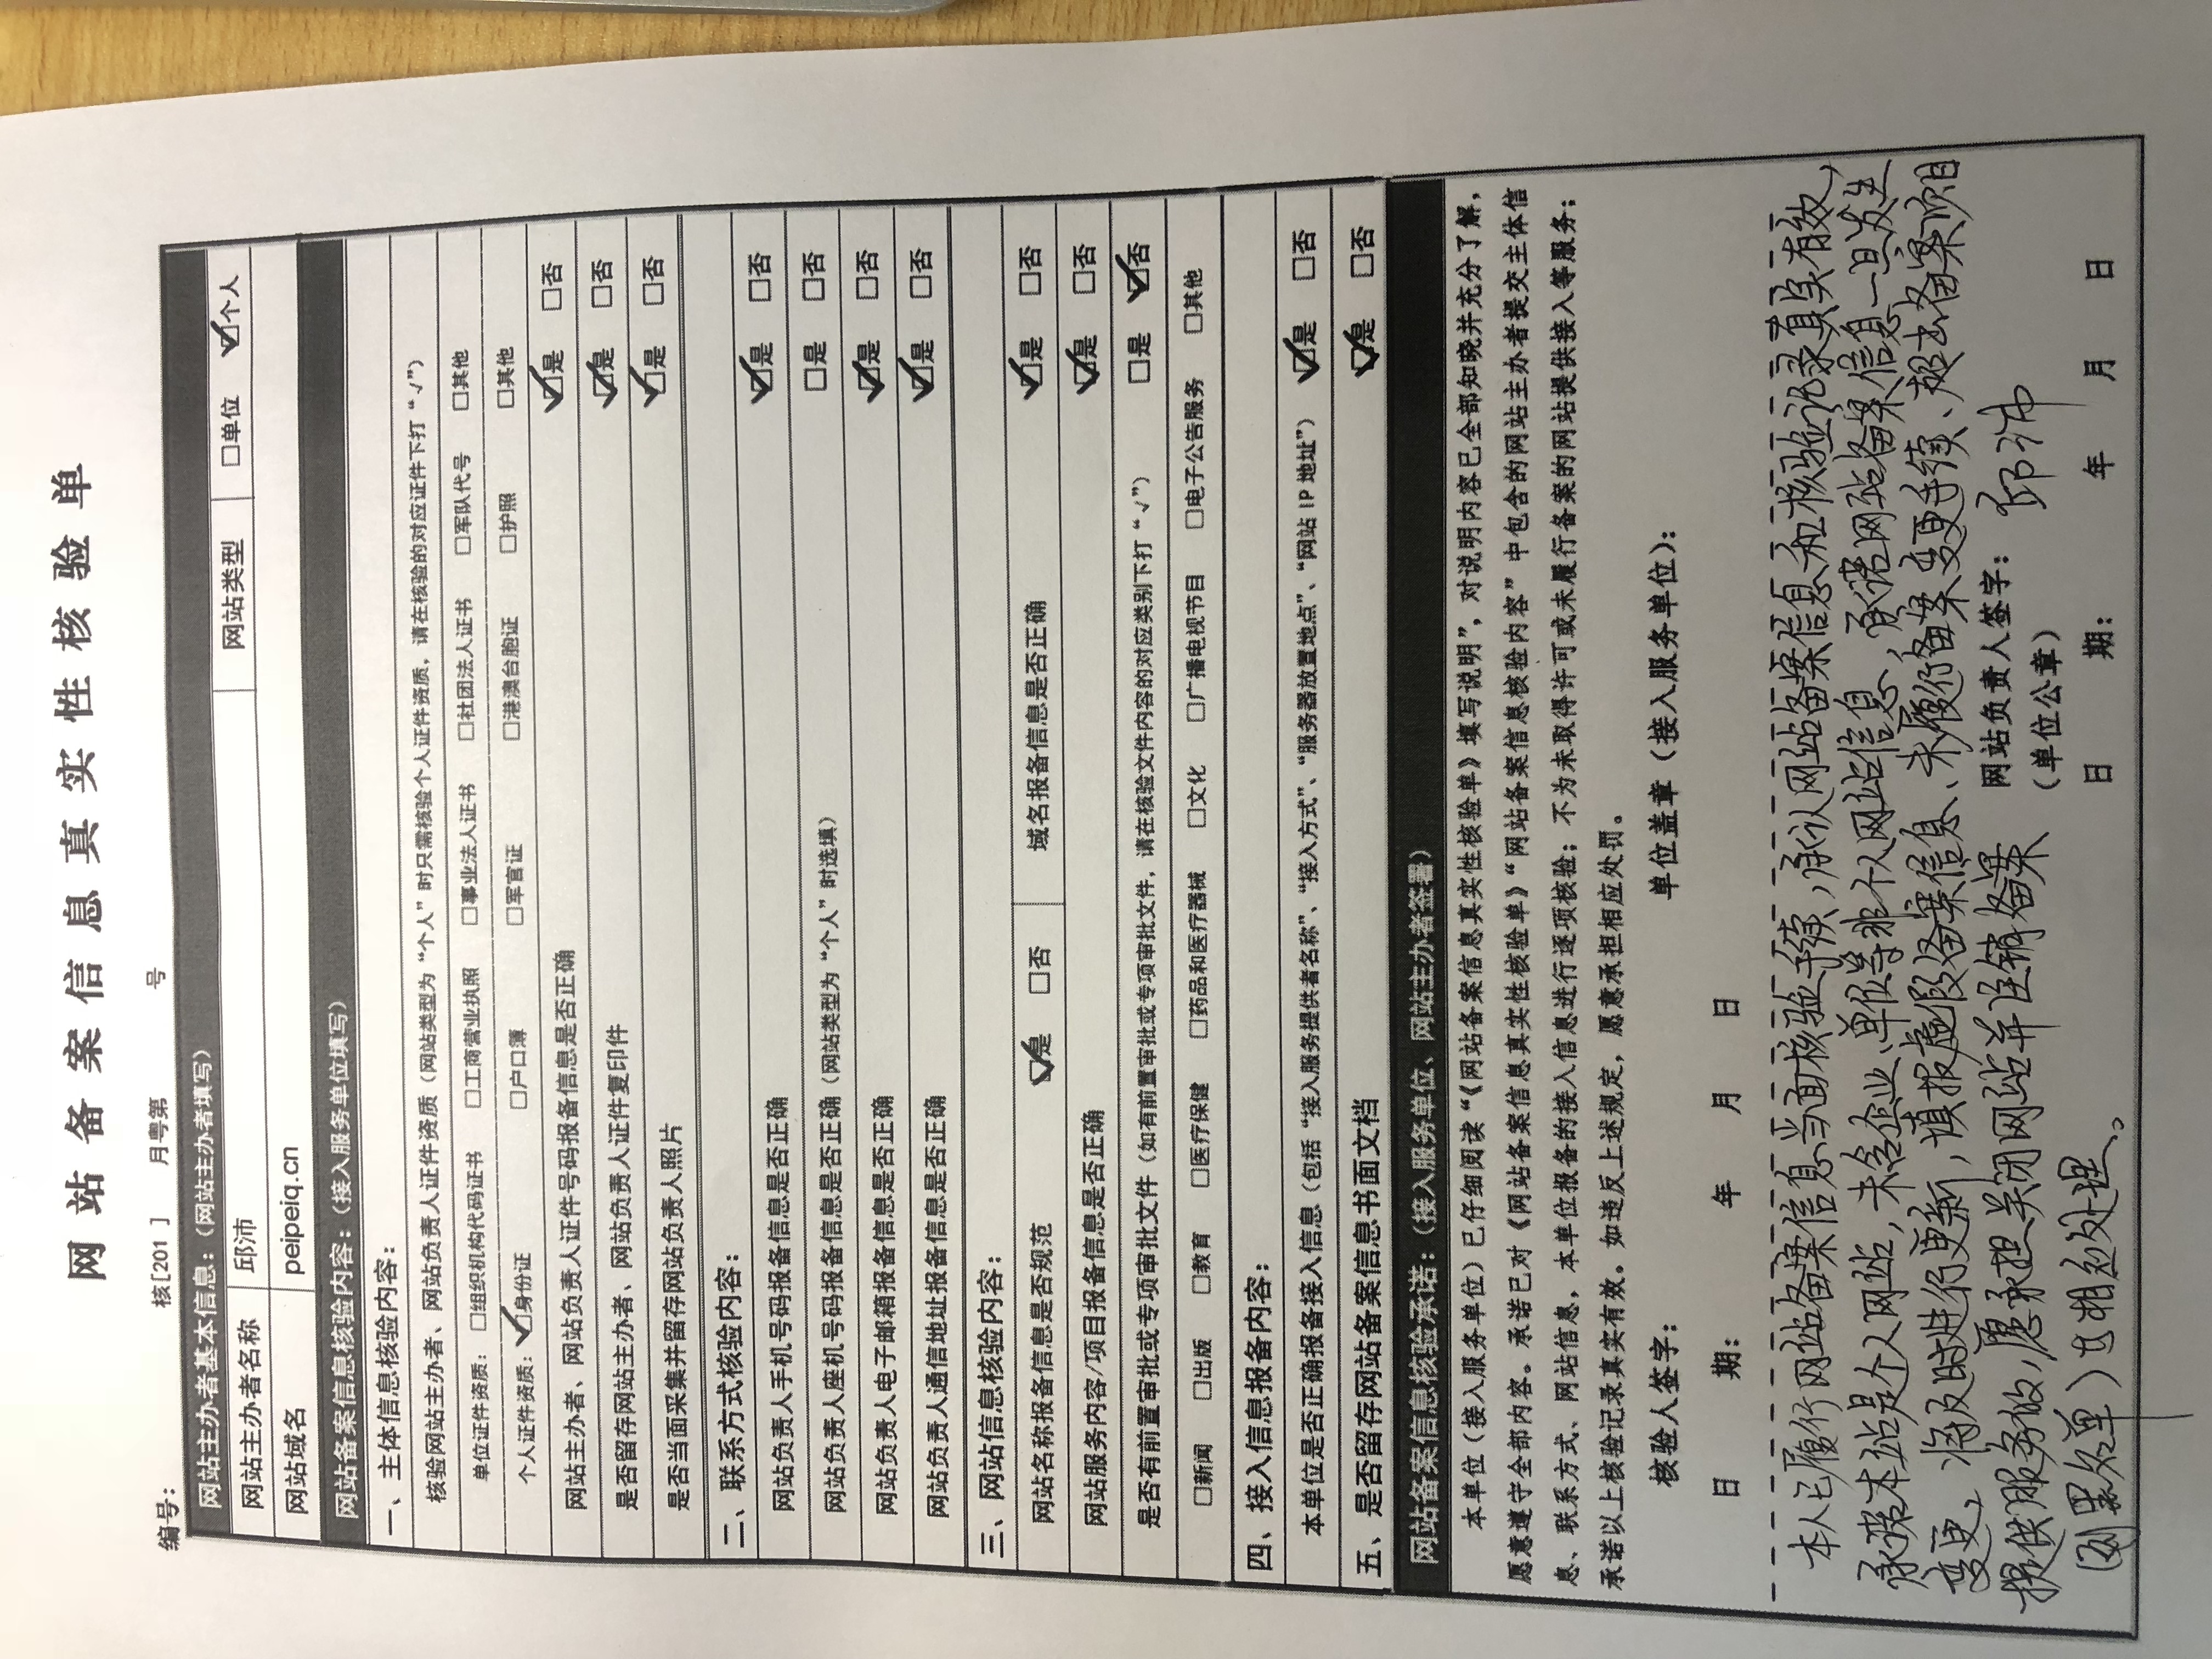 网站备案信息真实性核验单
编号： 核[201 ] 月粤第 号
网站主办者基本信息：（网站主办者填写）
网站主办者名称 邱沛 网站类型 □单位 ☑个人
网站域名 peipeiq.cn
网站备案信息核验内容：（接入服务单位填写）
一、主体信息核验内容：
核验网站主办者、网站负责人证件资质（网站类型为“个人”时只需核验个人证件资质，请在核验的对应证件下打“√”）
单位证件资质： □组织机构代码证书 □工商营业执照 □事业法人证书 □社团法人证书 □军队代号 □其他
个人证件资质： ☑身份证 □户口簿 □军官证 □港澳台胞证 □护照 □其他
网站主办者、网站负责人证件号码报备信息是否正确 ☑是 □否
是否留存网站主办者、网站负责人证件复印件 ☑是 □否
是否当面采集并留存网站负责人照片 ☑是 □否
二、联系方式核验内容：
网站负责人手机号码报备信息是否正确 ☑是 □否
网站负责人座机号码报备信息是否正确（网站类型为“个人”时选填） □是 □否
网站负责人电子邮箱报备信息是否正确 ☑是 □否
网站负责人通信地址报备信息是否正确 ☑是 □否
三、网站信息核验内容：
网站名称报备信息是否规范 ☑是 □否 域名报备信息是否正确 ☑是 □否
网站服务内容/项目报备信息是否正确 ☑是 □否
是否有前置审批或专项审批文件（如有前置审批或专项审批文件，请在核验文件内容的对应类别下打“√”） □是 ☑否
□新闻 □出版 □教育 □医疗保健 □药品和医疗器械 □文化 □广播电视节目 □电子公告服务 □其他
四、接入信息报备内容：
本单位是否正确报备接入信息（包括“接入服务提供者名称”、“接入方式”、“服务器放置地点”、“网站 IP 地址”） ☑是 □否
五、是否留存网站备案信息书面文档 ☑是 □否
网站备案信息核验承诺：（接入服务单位、网站主办者签署）
本单位（接入服务单位）已仔细阅读“《网站备案信息真实性核验单》填写说明”，对说明内容已全部知晓并充分了解，
愿意遵守全部内容。承诺已对《网站备案信息真实性核验单》“网站备案信息核验内容”中包含的网站主办者提交主体信
息、联系方式、网站信息，本单位报备的接入信息进行逐项核验；不为未取得许可或未履行备案的网站提供接入等服务；
承诺以上核验记录真实有效。如违反上述规定，愿意承担相应处罚。
核验人签字： 单位盖章（接入服务单位）：
日 期： 年 月 日
本人已履行网站备案信息当面核验手续，承认网站备案信息和核验记录真实有效，
承诺本站是个人网站，未含企业、单位等非个人网站信息，承诺网站备案信息一旦发生
变更，将及时进行更新，填报虚假备案信息、未履行备案变更手续、超出备案项目
提供服务的，愿承担关闭网站并注销备案 网站负责人签字： 邱沛
（单位公章）
（列黑名单）等相应处理。 日 期： 年 月 日